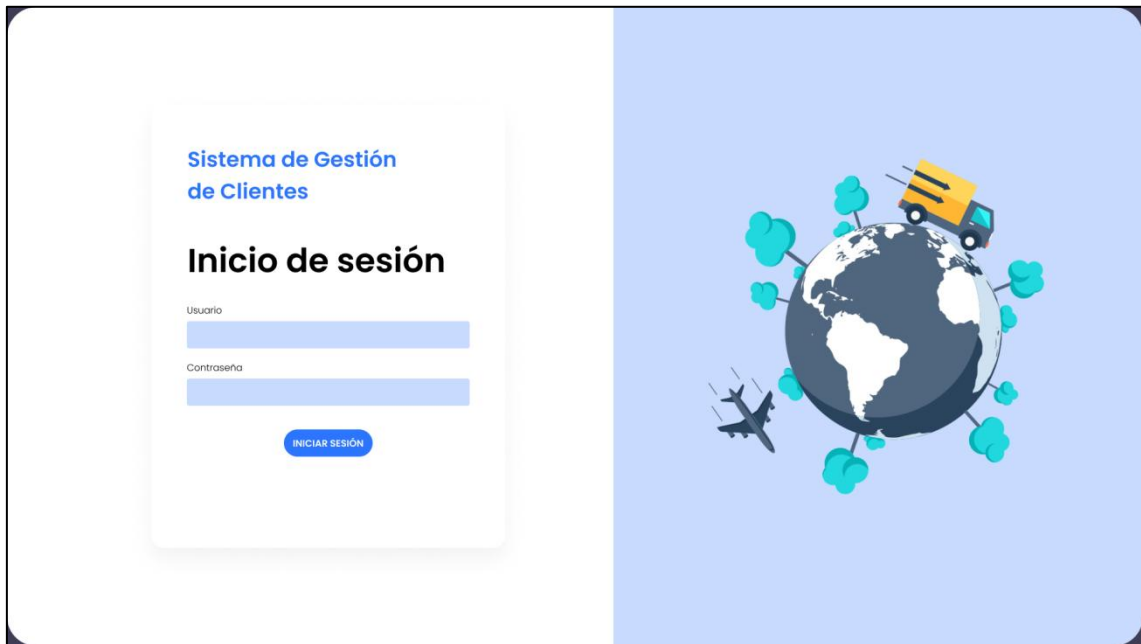 Sistema de Gestión
de Clientes
Inicio de sesión
Usuario
Contraseña
INICIAR SESIÓN